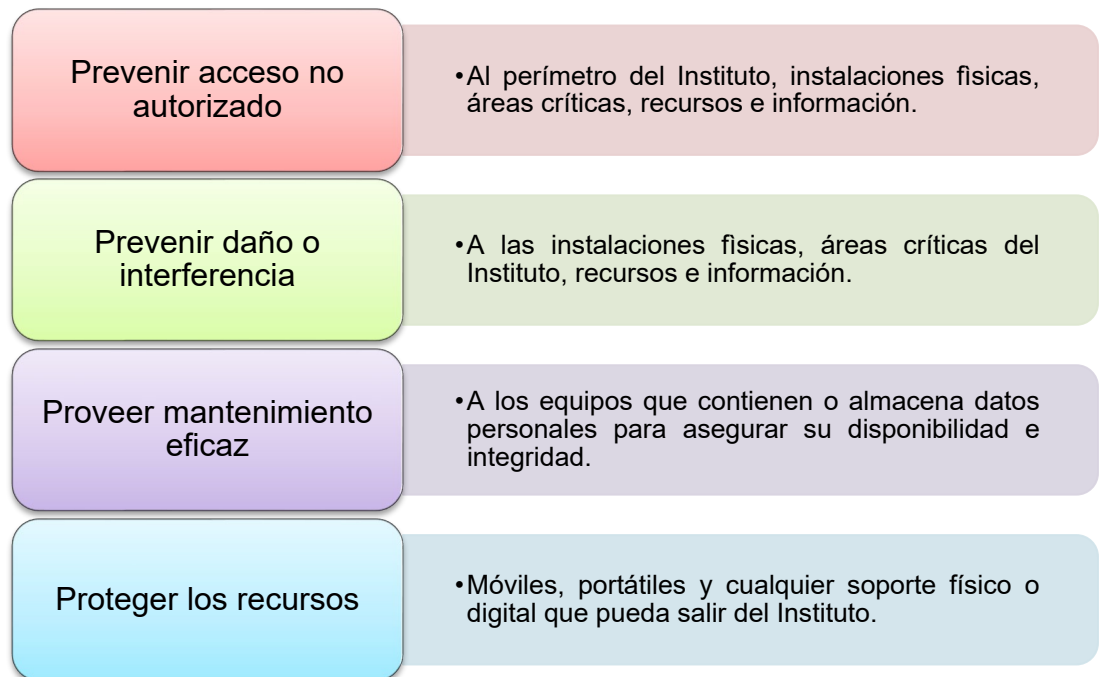 Prevenir acceso no
autorizado
•Al perímetro del Instituto, instalaciones fìsicas,
áreas críticas, recursos e información.
Prevenir daño o
interferencia
•A las instalaciones fìsicas, áreas críticas del
Instituto, recursos e información.
Proveer mantenimiento
eficaz
•A los equipos que contienen o almacena datos
personales para asegurar su disponibilidad e
integridad.
Proteger los recursos
•Móviles, portátiles y cualquier soporte físico o
digital que pueda salir del Instituto.